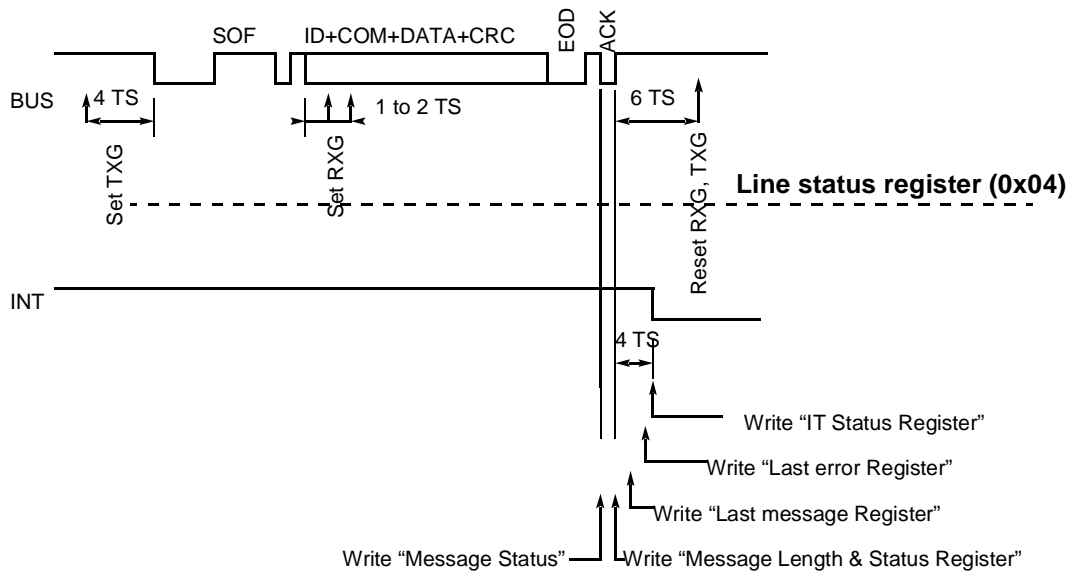 SOF
ID+COM+DATA+CRC
EOD
ACK
BUS
4 TS
1 to 2 TS
6 TS
Set TXG
Set RXG
Reset RXG, TXG
Line status register (0x04)
INT
4 TS
Write “IT Status Register”
Write “Last error Register”
Write “Last message Register”
Write “Message Status”
Write “Message Length & Status Register”